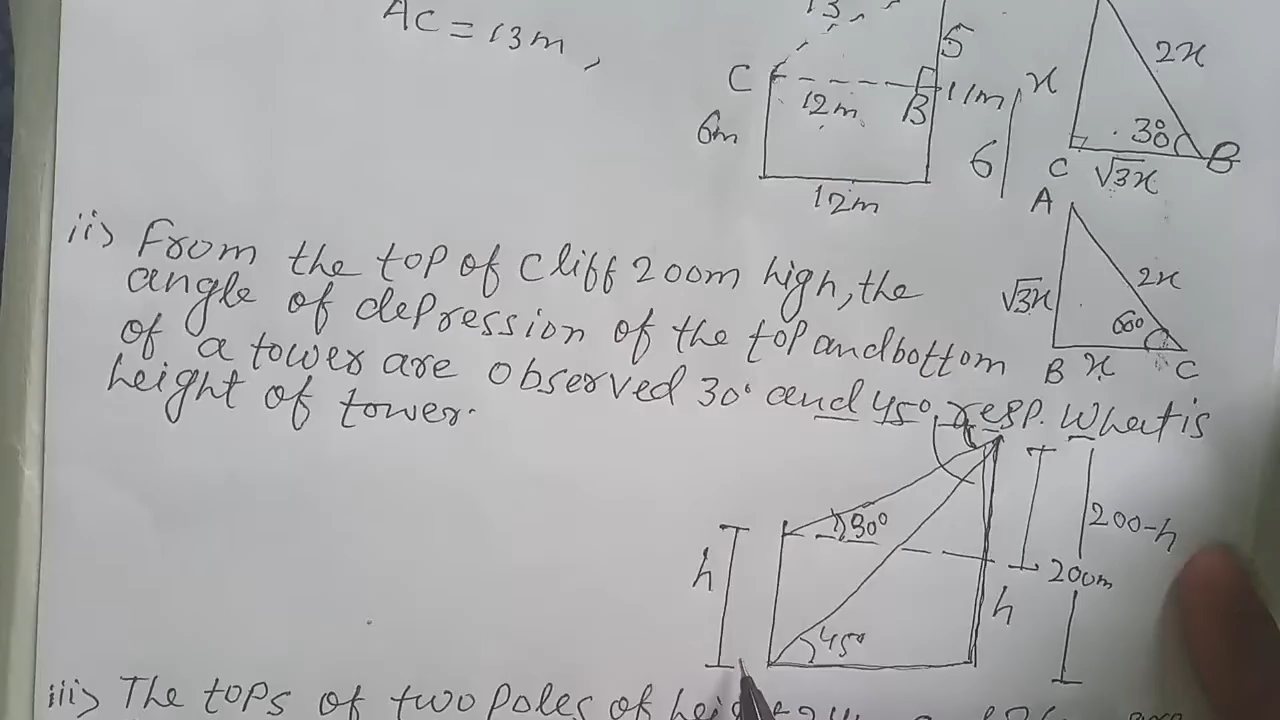 AC = 13m,
13
5
C
12m
B
11m
6m
6
12m
x
2x
30°
C
√3x
B
A
√3x
2x
60°
B x C
ii) From the top of cliff 200m high, the
angle of depression of the top and bottom
of a tower are observed 30° and 45°, resp. What is
height of tower.
30°
200-h
h
200m
h
45°
iii) The tops of two poles of